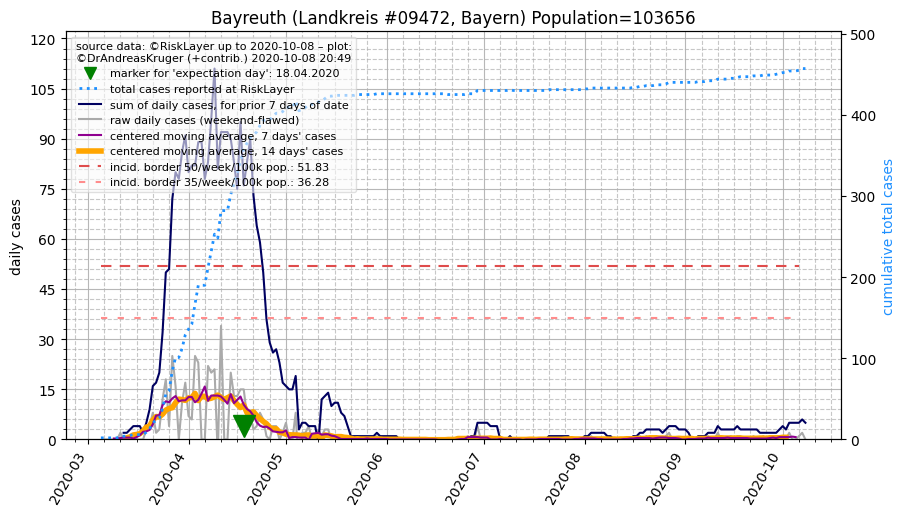 Bayreuth (Landkreis #09472, Bayern) Population=103656
source data: ©RiskLayer up to 2020-10-08 – plot:
©DrAndreasKruger (+contrib.) 2020-10-08 20:49
marker for 'expectation day': 18.04.2020
total cases reported at RiskLayer
sum of daily cases, for prior 7 days of date
raw daily cases (weekend-flawed)
centered moving average, 7 days' cases
centered moving average, 14 days' cases
incid. border 50/week/100k pop.: 51.83
incid. border 35/week/100k pop.: 36.28
daily cases
120
105
90
75
60
45
30
15
0
500
400
300
200
100
0
cumulative total cases
2020-03
2020-04
2020-05
2020-06
2020-07
2020-08
2020-09
2020-10